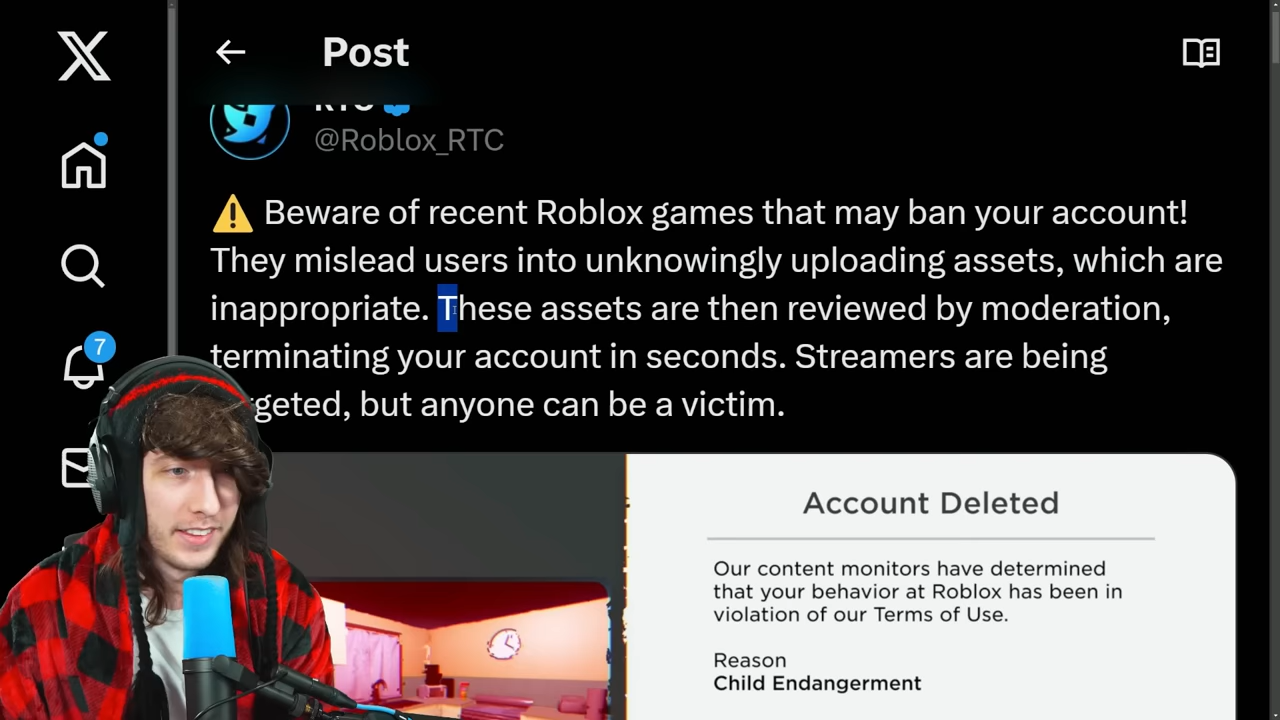 Post
RTC
@Roblox_RTC
⚠️ Beware of recent Roblox games that may ban your account!
They mislead users into unknowingly uploading assets, which are
inappropriate. These assets are then reviewed by moderation,
terminating your account in seconds. Streamers are being
rgeted, but anyone can be a victim.
7
Account Deleted
Our content monitors have determined
that your behavior at Roblox has been in
violation of our Terms of Use.
Reason
Child Endangerment